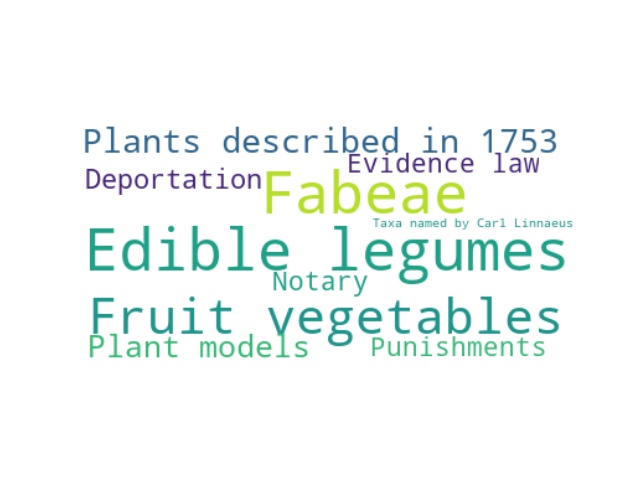 Plants described in 1753
Evidence law
Deportation
Fabeae
Taxa named by Carl Linnaeus
Edible legumes
Notary
Fruit vegetables
Plant models
Punishments